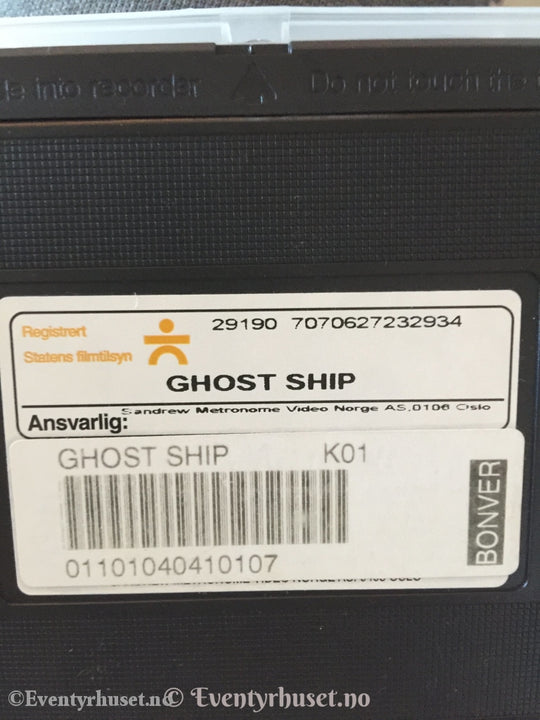 de into recorder Do not touch the
Registrert
Statens filmtilsyn
29190 7070627232934
GHOST SHIP
Ansvarlig: Sandrew Metronome Video Norge AS,0106 Oslo
GHOST SHIP K01
BONVER
01101040410107
©Eventyrhuset.no © Eventyrhuset.no